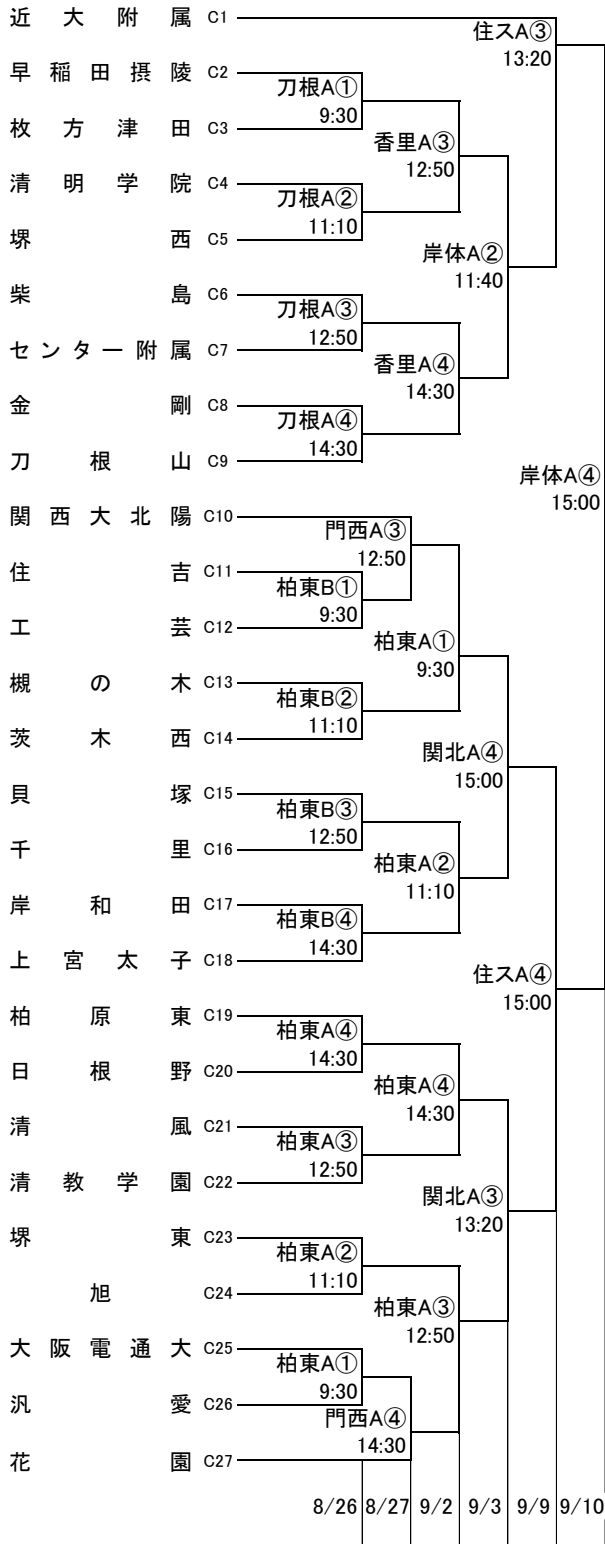 近大附属 C1
住スA③
13:20
早稲田摂陵 C2
刀根A①
9:30
枚方津田 C3
香里A③
12:50
清明学院 C4
刀根A②
11:10
堺西 C5
岸体A②
11:40
柴島 C6
刀根A③
12:50
センター附属 C7
香里A④
14:30
金剛 C8
刀根A④
14:30
刀根山 C9
岸体A④
15:00
関西大北陽 C10
門西A③
12:50
住吉 C11
柏東B①
9:30
工芸 C12
柏東A①
9:30
槻の木 C13
柏東B②
11:10
茨木西 C14
関北A④
15:00
貝塚 C15
柏東B③
12:50
千里 C16
柏東A②
11:10
岸和田 C17
柏東B④
14:30
上宮太子 C18
住スA④
15:00
柏原東 C19
柏東A④
14:30
日根野 C20
柏東A④
14:30
清風 C21
柏東A③
12:50
清教学園 C22
関北A③
13:20
堺東 C23
柏東A②
11:10
旭 C24
柏東A③
12:50
大阪電通大 C25
柏東A①
9:30
汎愛 C26
門西A④
14:30
花園 C27
8/26 8/27 9/2 9/3 9/9 9/10